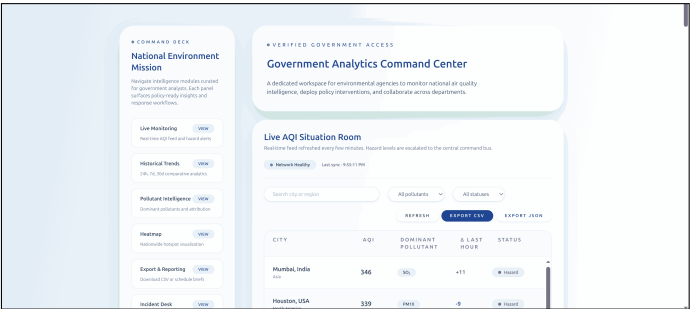 COMMAND DECK
National Environment
Mission
Navigate intelligence modules curated
for government analysts. Each panel
surfaces policy-ready insights and
response workflows.
Live Monitoring VIEW
Real-time AQI feed and hazard alerts
Historical Trends VIEW
24h, 7d, 30d comparative analytics
Pollutant Intelligence VIEW
Dominant pollutants and attribution
Heatmap VIEW
Nationwide hotspot visualization
Export & Reporting VIEW
Download CSV or schedule briefs
Incident Desk VIEW
VERIFIED GOVERNMENT ACCESS
Government Analytics Command Center
A dedicated workspace for environmental agencies to monitor national air quality
intelligence, deploy policy interventions, and collaborate across departments.
Live AQI Situation Room
Real-time feed refreshed every few minutes. Hazard levels are escalated to the central command bus.
Network Healthy Last sync · 9:53:11 PM
Search city or region All pollutants All statuses
REFRESH EXPORT CSV EXPORT JSON
CITY AQI DOMINANT Δ LAST STATUS
POLLUTANT HOUR
Mumbai, India 346 SO₂ +11 Hazard
Asia
Houston, USA 339 PM10 -9 Hazard